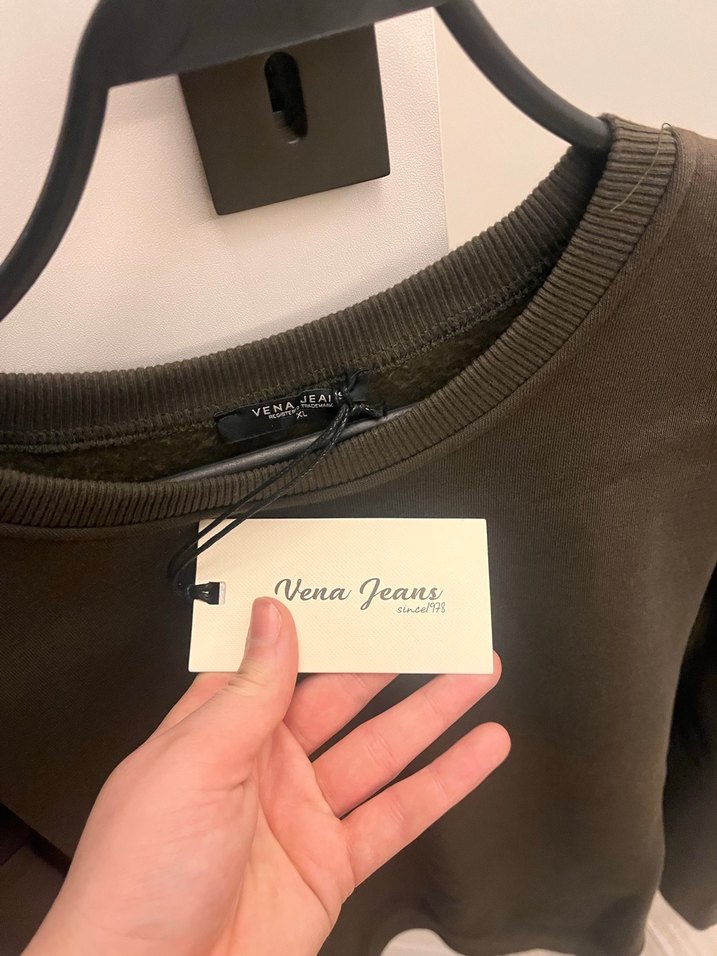 VENA JEANS
REGISTERED TRADEMARK
XL
Vena Jeans
since1978